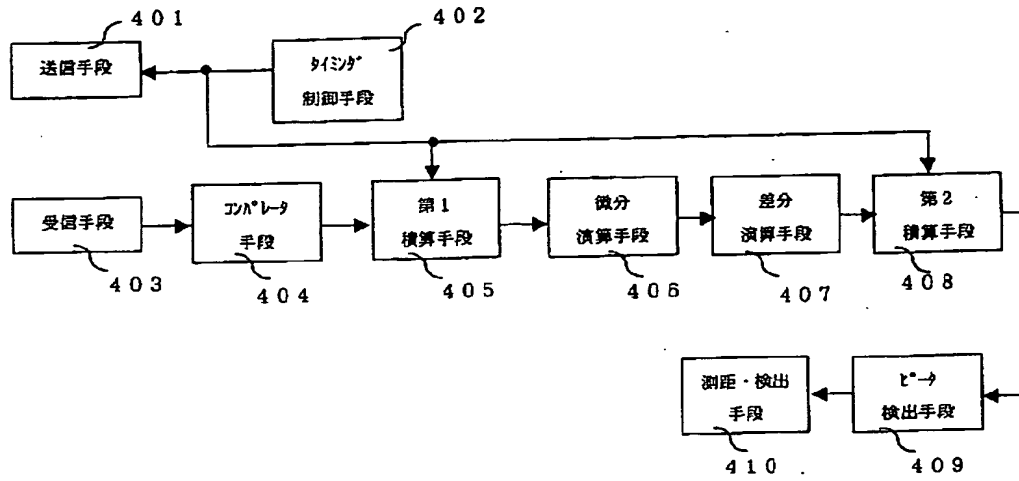 401
402
送信手段
ﾀｲﾐﾝﾀﾞ
制御手段
受信手段
ｺﾝﾊﾟﾚｰﾀ
手段
第1
積算手段
微分
演算手段
差分
演算手段
第2
積算手段
403
404
405
406
407
408
測距・検出
手段
ﾋﾟｰﾀ
検出手段
410
409